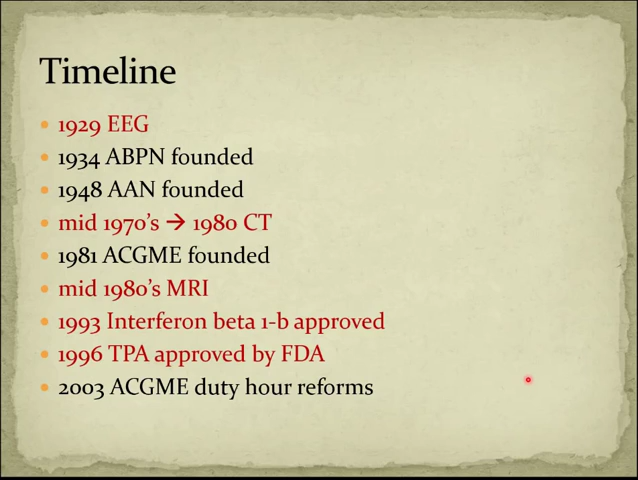 Timeline
• 1929 EEG
• 1934 ABPN founded
• 1948 AAN founded
• mid 1970's → 1980 CT
• 1981 ACGME founded
• mid 1980's MRI
• 1993 Interferon beta 1-b approved
• 1996 TPA approved by FDA
• 2003 ACGME duty hour reforms